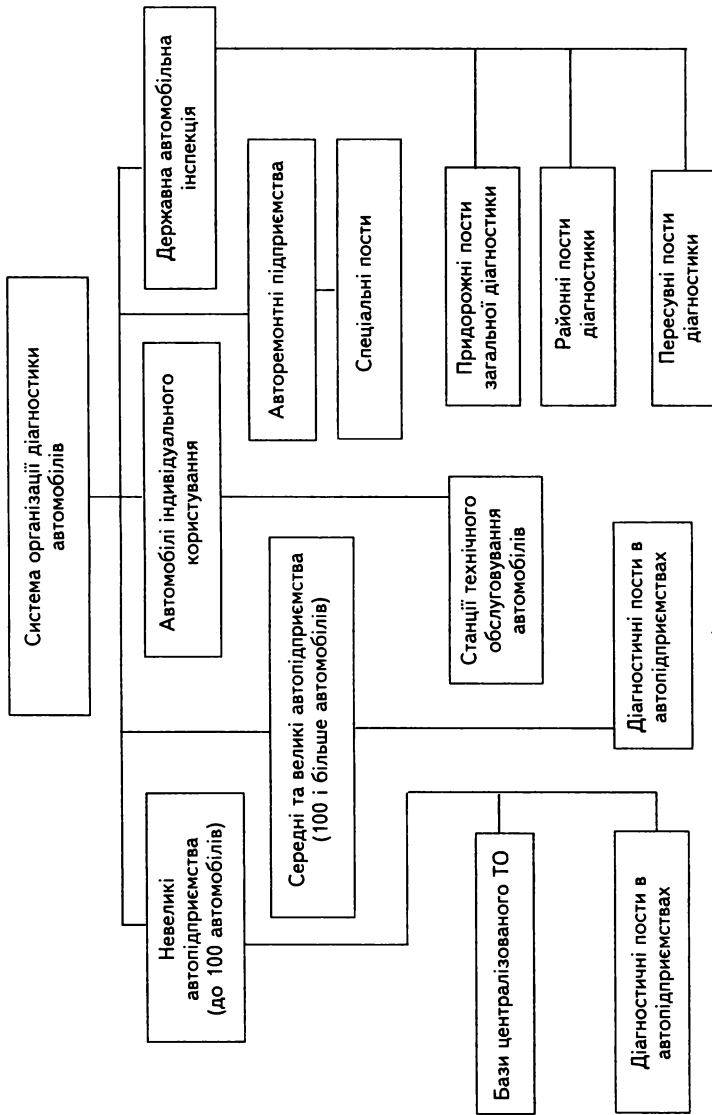 Система організації діагностики
автомобілів
Невеликі
автопідприємства
(до 100 автомобілів)
Автомобілі індивідуального
користування
Державна автомобільна
інспекція
Середні та великі автопідприємства
(100 і більше автомобілів)
Авторемонтні підприємства
Спеціальні пости
Бази централізованого ТО
Станції технічного
обслуговування
автомобілів
Придорожні пости
загальної діагностики
Районні пости
діагностики
Діагностичні пости в
автопідприємствах
Діагностичні пости в
автопідприємствах
Пересувні пости
діагностики